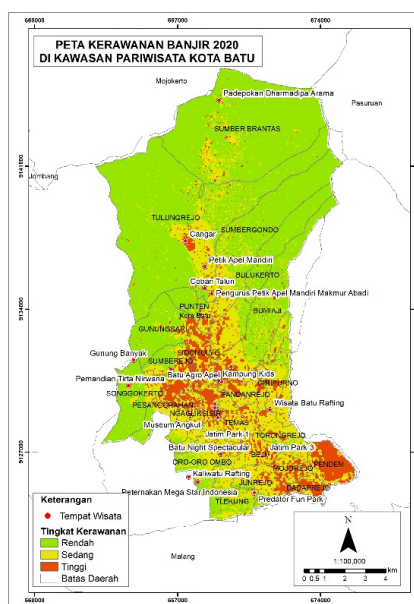 660000 667000 674000
PETA KERAWANAN BANJIR 2020
DI KAWASAN PARIWISATA KOTA BATU
Mojokerto
Padepokan Dharmadipa Arama
Pasuruan
SUMBER BRANTAS
Jombang
TULUNGREJO
SUMBERGONDO
Cangar
Petik Apel Mandiri
BULUKERTO
Coban Talun
Pengurus Petik Apel Mandiri Makmur Abadi
PUNTEN
BUMIAJI
Kota Batu
GUNUNGSARI
SIDOMULYO
Gunung Banyak
SUMBEREJO
Batu Agro Apel
Kampung Kids
Pemandian Tirta Nirwana
GIRIPURNO
SONGGOKERTO
PANDANREJO
PESANGGRAHAN
Wisata Batu Rafting
NGAGLIK
SISIR
Museum Angkut
TEMAS
Jatim Park 1
TORONGREJO
Batu Night Spectacular
BEJI
Jatim Park 3
ORO-ORO OMBO
MOJOREJO
PENDEM
Kaliwatu Rafting
JUNREJO
DADAPREJO
Peternakan Mega Star Indonesia
Predator Fun Park
TLEKUNG
Keterangan
Tempat Wisata
Tingkat Kerawanan
Rendah
Sedang
Tinggi
Batas Daerah
Malang
N
1:100,000
0 0.5 1 2 3 4
km
660000 667000 674000